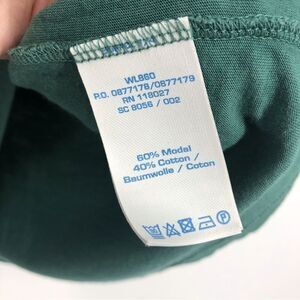 WL860
P.O. 0877178/0877179
RN 118027
SC 8056 / 002
60% Modal
40% Cotton /
Baumwolle / Coton